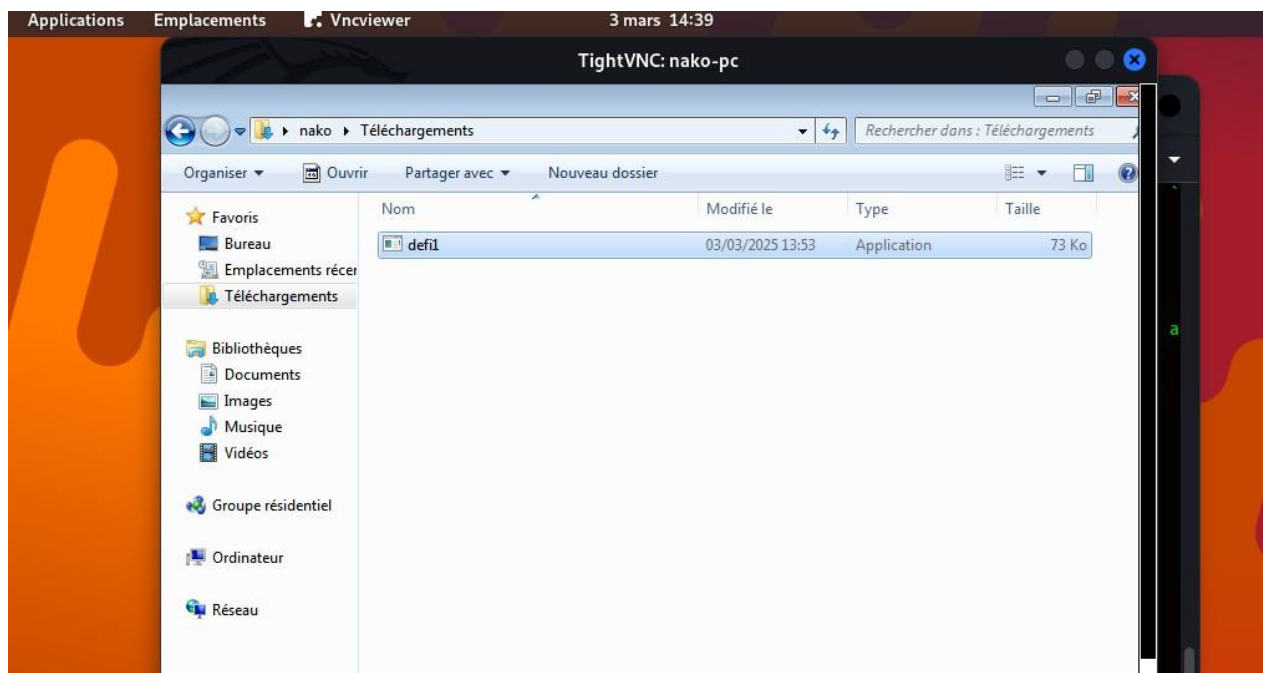 Applications Emplacements Vncviewer 3 mars 14:39
TightVNC: nako-pc
nako Téléchargements Rechercher dans : Téléchargements
Organiser Ouvrir Partager avec Nouveau dossier
Nom Modifié le Type Taille
Favoris
defi1 03/03/2025 13:53 Application 73 Ko
Bureau
Emplacements récer
Téléchargements
Bibliothèques
Documents
Images
Musique
Vidéos
Groupe résidentiel
Ordinateur
Réseau
a